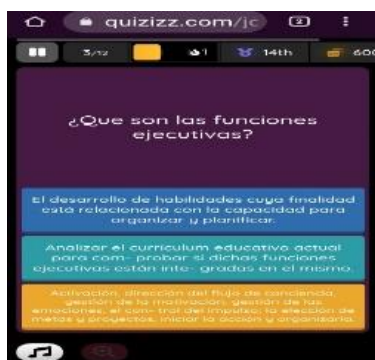 quizizz.com/jc
2
3/12
1
14th
600
¿Que son las funciones
ejecutivas?
El desarrollo de habilidades cuya finalidad
está relacionada con la capacidad para
organizar y planificar.
Analizar el curriculum educativo actual
para com- probar si dichas funciones
ejecutivas están inte- gradas en el mismo.
Activación, dirección del flujo de conciencia,
gestión de la motivación, gestión de las
emociones, el con- trol del impulso, la elección de
metas y proyectos, iniciar la acción y organizarla.